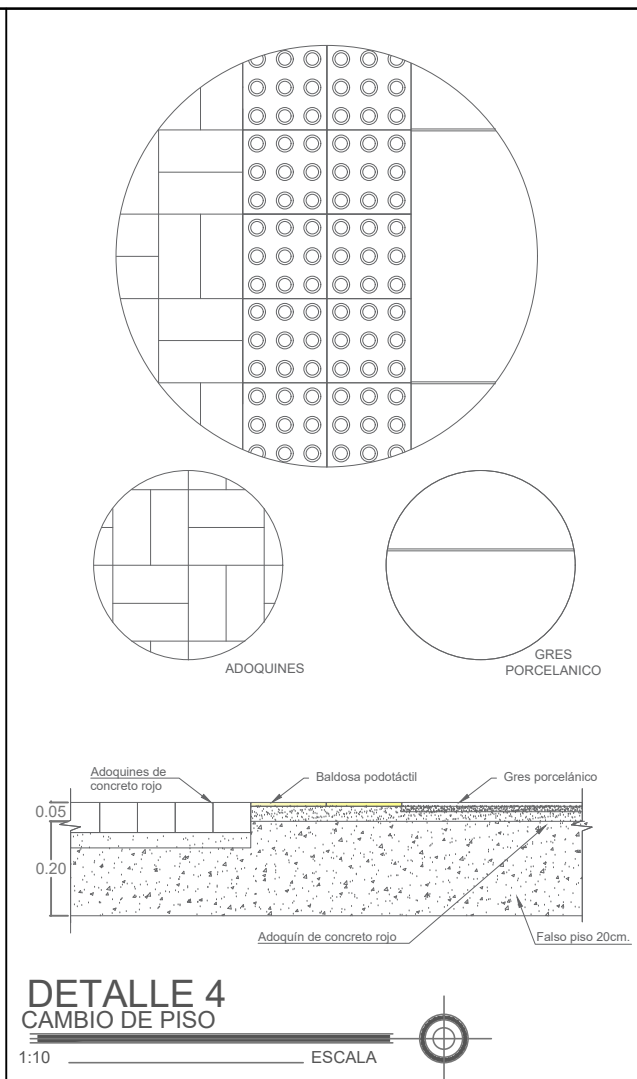 ADOQUINES
GRES
PORCELANICO
Adoquines de
concreto rojo
Baldosa podotáctil
Gres porcelánico
0.05
0.20
Adoquín de concreto rojo
Falso piso 20cm.
DETALLE 4
CAMBIO DE PISO
1:10 ESCALA